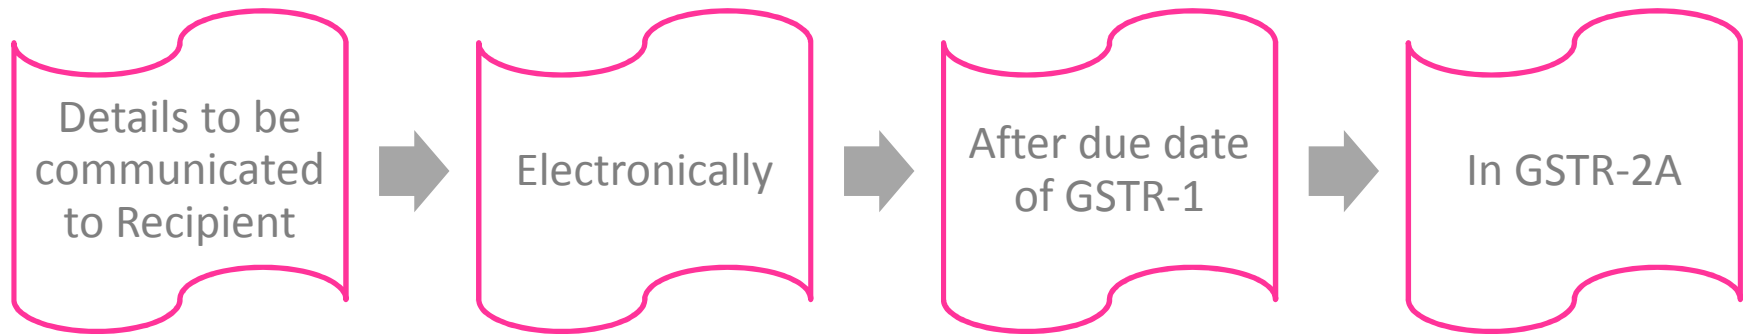 Details to be
communicated
to Recipient
Electronically
After due date
of GSTR-1
In GSTR-2A